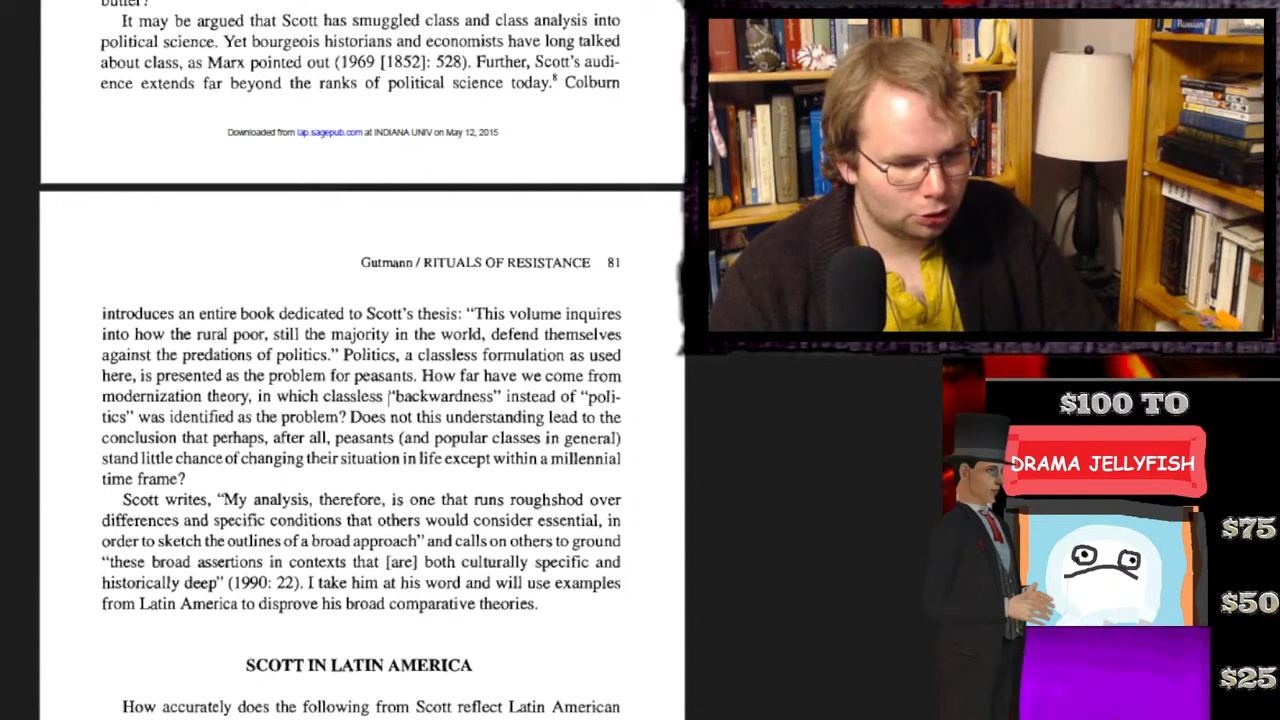 butter?
It may be argued that Scott has smuggled class and class analysis into
political science. Yet bourgeois historians and economists have long talked
about class, as Marx pointed out (1969 [1852]: 528). Further, Scott's audi-
ence extends far beyond the ranks of political science today.⁸ Colburn
Downloaded from lap.sagepub.com at INDIANA UNIV on May 12, 2015
Gutmann / RITUALS OF RESISTANCE 81
introduces an entire book dedicated to Scott's thesis: "This volume inquires
into how the rural poor, still the majority in the world, defend themselves
against the predations of politics." Politics, a classless formulation as used
here, is presented as the problem for peasants. How far have we come from
modernization theory, in which classless "backwardness" instead of "poli-
tics" was identified as the problem? Does not this understanding lead to the
conclusion that perhaps, after all, peasants (and popular classes in general)
stand little chance of changing their situation in life except within a millennial
time frame?
Scott writes, "My analysis, therefore, is one that runs roughshod over
differences and specific conditions that others would consider essential, in
order to sketch the outlines of a broad approach" and calls on others to ground
"these broad assertions in contexts that [are] both culturally specific and
historically deep" (1990: 22). I take him at his word and will use examples
from Latin America to disprove his broad comparative theories.
SCOTT IN LATIN AMERICA
How accurately does the following from Scott reflect Latin American
Russian
$100 TO
DRAMA JELLYFISH
$75
$50
$25